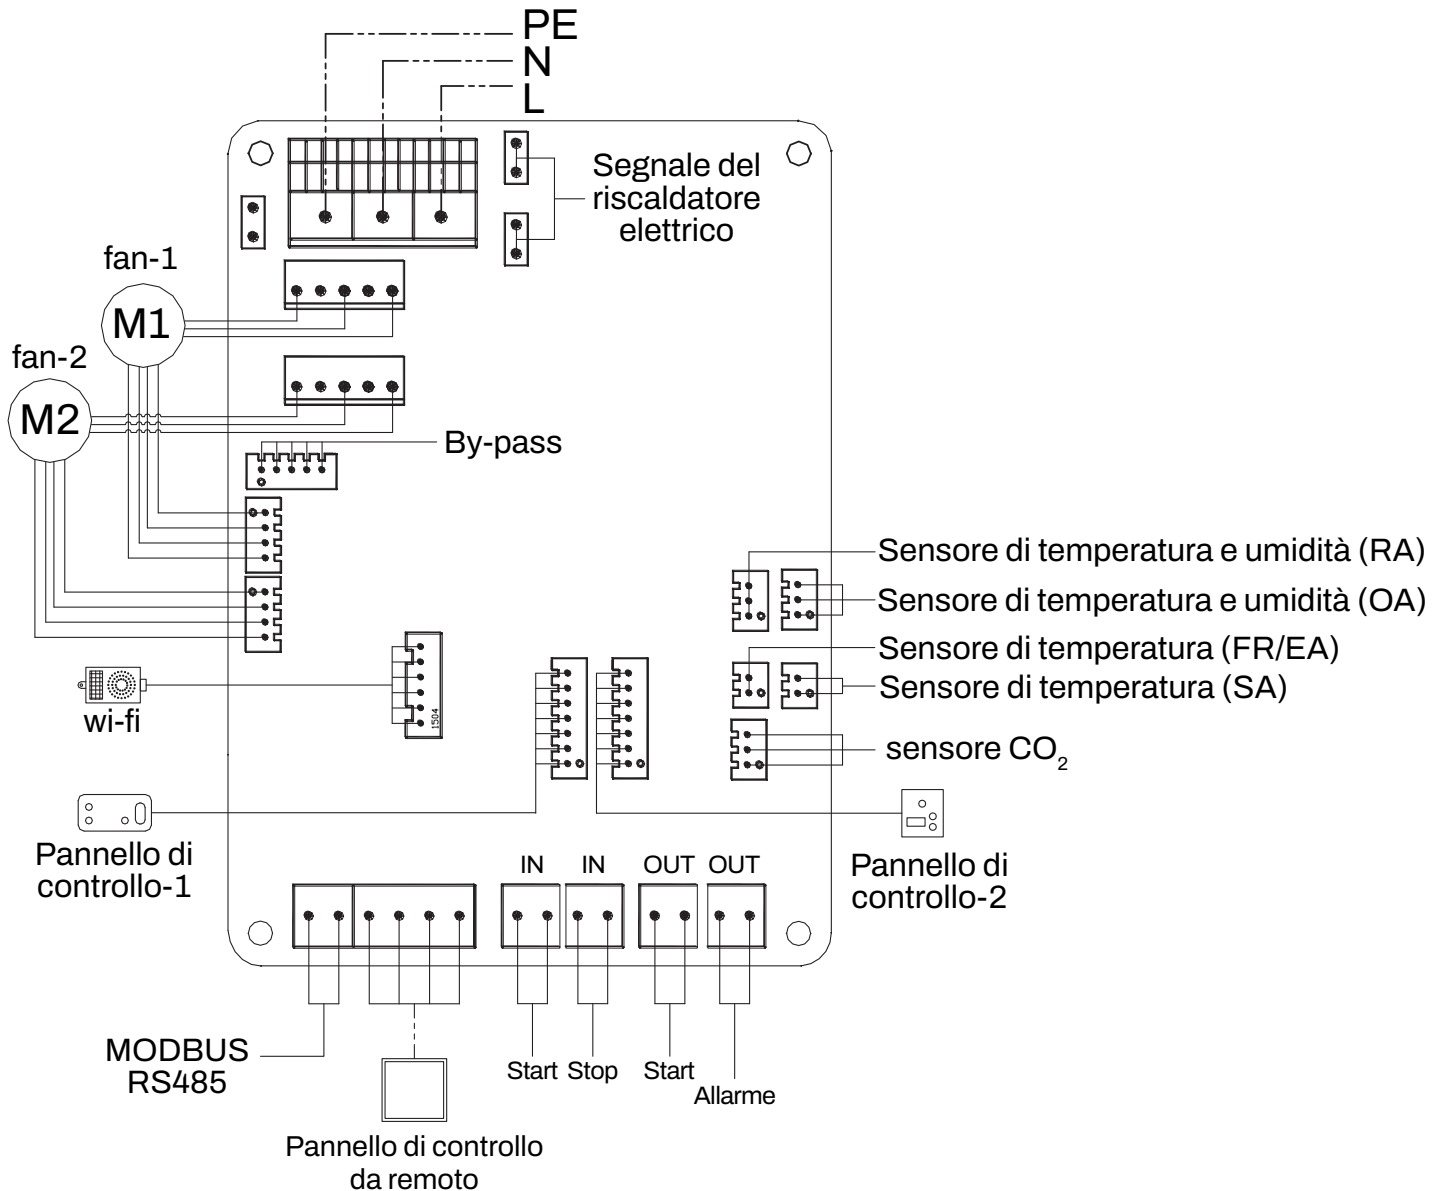 PE
N
L
Segnale del
riscaldatore
elettrico
fan-1
M1
fan-2
M2
By-pass
Sensore di temperatura e umidità (RA)
Sensore di temperatura e umidità (OA)
Sensore di temperatura (FR/EA)
Sensore di temperatura (SA)
wi-fi
1504
sensore CO₂
Pannello di
controllo-1
IN IN OUT OUT
Pannello di
controllo-2
MODBUS
RS485
Start Stop Start
Allarme
Pannello di controllo
da remoto